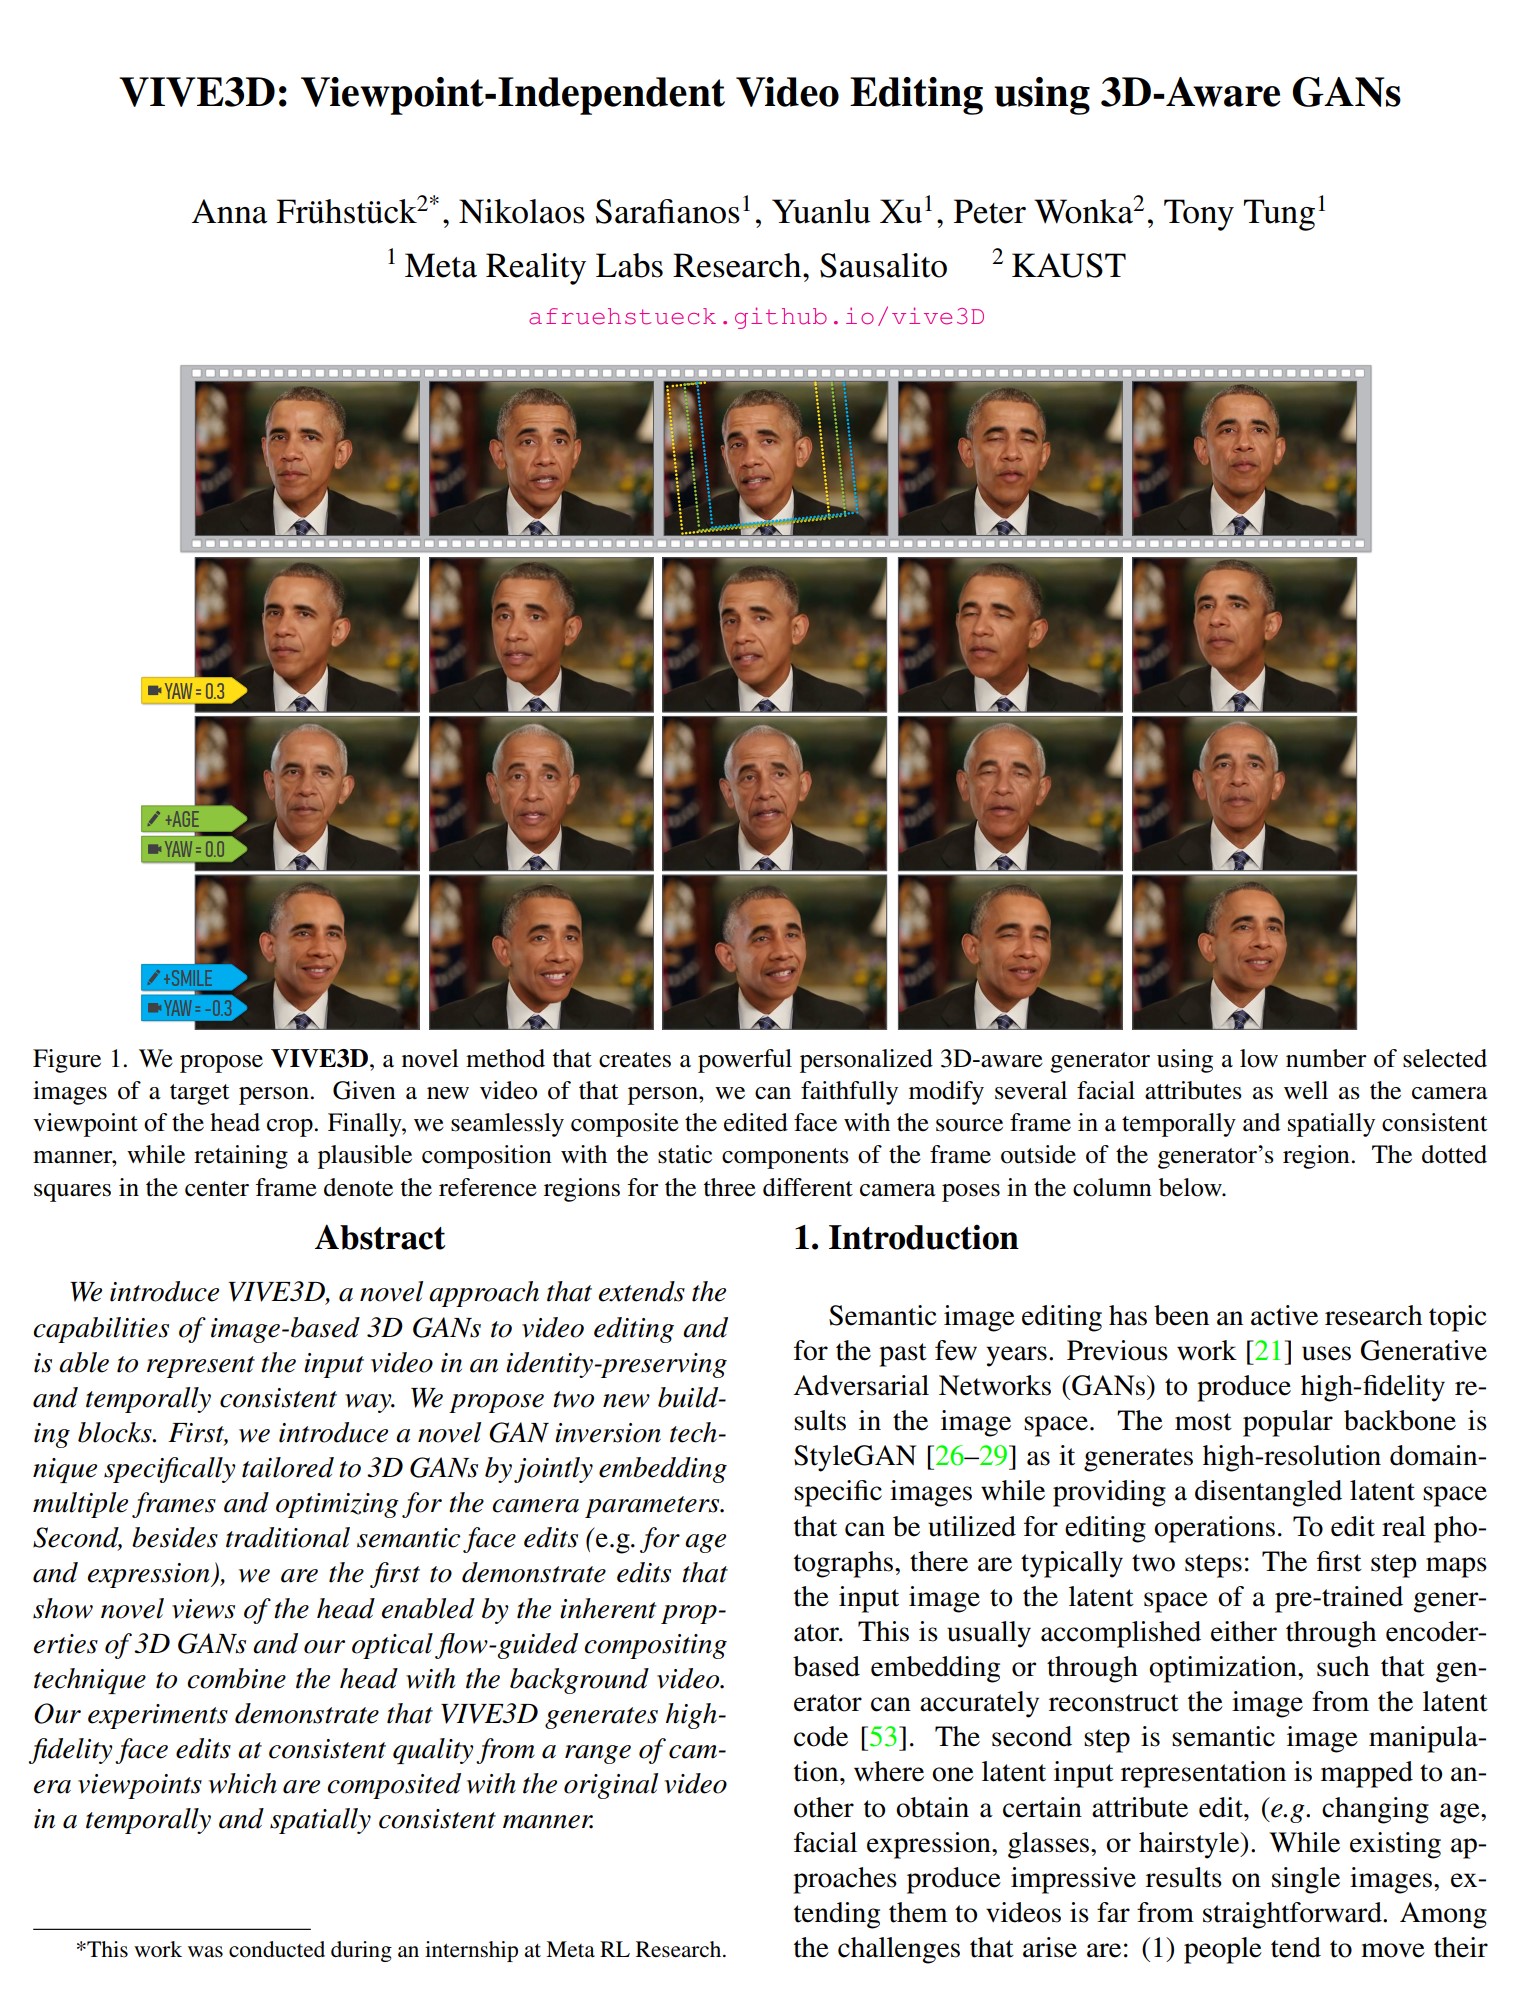 VIVE3D: Viewpoint-Independent Video Editing using 3D-Aware GANs
Anna Frühstück2*, Nikolaos Sarafianos1, Yuanlu Xu1, Peter Wonka2, Tony Tung1
1 Meta Reality Labs Research, Sausalito 2 KAUST
afruehstueck.github.io/vive3D
YAW = 0.3
+AGE
YAW = 0.0
+SMILE
YAW = -0.3
Figure 1. We propose VIVE3D, a novel method that creates a powerful personalized 3D-aware generator using a low number of selected
images of a target person. Given a new video of that person, we can faithfully modify several facial attributes as well as the camera
viewpoint of the head crop. Finally, we seamlessly composite the edited face with the source frame in a temporally and spatially consistent
manner, while retaining a plausible composition with the static components of the frame outside of the generator's region. The dotted
squares in the center frame denote the reference regions for the three different camera poses in the column below.
Abstract
We introduce VIVE3D, a novel approach that extends the
capabilities of image-based 3D GANs to video editing and
is able to represent the input video in an identity-preserving
and temporally consistent way. We propose two new build-
ing blocks. First, we introduce a novel GAN inversion tech-
nique specifically tailored to 3D GANs by jointly embedding
multiple frames and optimizing for the camera parameters.
Second, besides traditional semantic face edits (e.g. for age
and expression), we are the first to demonstrate edits that
show novel views of the head enabled by the inherent prop-
erties of 3D GANs and our optical flow-guided compositing
technique to combine the head with the background video.
Our experiments demonstrate that VIVE3D generates high-
fidelity face edits at consistent quality from a range of cam-
era viewpoints which are composited with the original video
in a temporally and spatially consistent manner.
*This work was conducted during an internship at Meta RL Research.
1. Introduction
Semantic image editing has been an active research topic
for the past few years. Previous work [21] uses Generative
Adversarial Networks (GANs) to produce high-fidelity re-
sults in the image space. The most popular backbone is
StyleGAN [26–29] as it generates high-resolution domain-
specific images while providing a disentangled latent space
that can be utilized for editing operations. To edit real pho-
tographs, there are typically two steps: The first step maps
the input image to the latent space of a pre-trained gener-
ator. This is usually accomplished either through encoder-
based embedding or through optimization, such that gen-
erator can accurately reconstruct the image from the latent
code [53]. The second step is semantic image manipula-
tion, where one latent input representation is mapped to an-
other to obtain a certain attribute edit, (e.g. changing age,
facial expression, glasses, or hairstyle). While existing ap-
proaches produce impressive results on single images, ex-
tending them to videos is far from straightforward. Among
the challenges that arise are: (1) people tend to move their